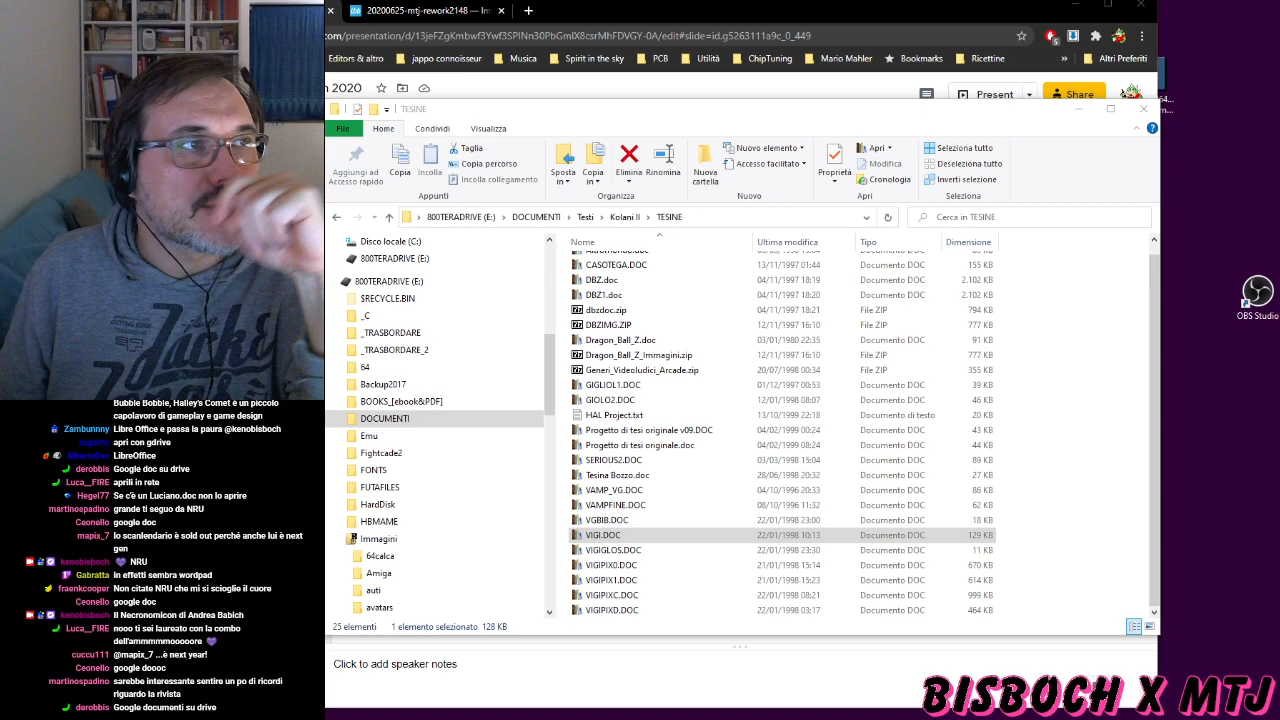 20200625-mtj-rework2148 — Im
com/presentation/d/13jeFZgKmbwf3Ywf3SPINn30PbGmlX8csrMhFDVGY-0A/edit#slide=id.g5263111a9c_0_449
Editors & altro
jappo connoisseur
Musica
Spirit in the sky
PCB
Utilità
ChipTuning
Mark
Bookmarks
Ricette
»
Altri Preferiti
2020
Present
Share
TESINE
File
Home
Condividi
Visualizza
Aggiungi ad Accesso rapido
Copia
Incolla
Taglia
Copia percorso
Incolla collegamento
Sposta in
Copia in
Elimina
Rinomina
Nuova cartella
Nuovo elemento
Accesso facilitato
Proprietà
Apri
Modifica
Cronologia
Seleziona tutto
Deseleziona tutto
Inverti selezione
Appunti
Organizza
Nuovo
Apri
Selezione
800TERADRIVE (E:) > DOCUMENTI > Testi > Kolani II > TESINE
Cerca in TESINE
Disco locale (C:)
800TERADRIVE (E:)
800TERADRIVE (E:)
$RECYCLE.BIN
_C
_TRASBORDARE
_TRASBORDARE_2
64
Backup2017
BOOKS_[ebook&PDF]
DOCUMENTI
Emu
Fightcade2
FONTS
FUTAFILES
HardDisk
HBMAME
Immagini
64calca
Amiga
auti
avatars
Nome
Ultima modifica
Tipo
Dimensione
CASOTEGA.DOC 13/11/1997 01:44 Documento DOC 155 KB
DBZ.doc 04/11/1997 18:19 Documento DOC 2.102 KB
DBZ1.doc 04/11/1997 18:20 Documento DOC 2.102 KB
dbzdoc.zip 04/11/1997 18:21 File ZIP 794 KB
DBZIMG.ZIP 12/11/1997 16:10 File ZIP 777 KB
Dragon_Ball_Z.doc 03/01/1980 22:35 Documento DOC 91 KB
Dragon_Ball_Z_Immagini.zip 12/11/1997 16:10 File ZIP 777 KB
Generi_Videoludici_Arcade.zip 20/07/1998 00:34 File ZIP 355 KB
GIGLIOL1.DOC 01/12/1997 00:53 Documento DOC 39 KB
GIOLO2.DOC 12/01/1998 08:07 Documento DOC 46 KB
HAL Project.txt 13/10/1999 22:18 Documento di testo 20 KB
Progetto di tesi originale v09.DOC 04/02/1999 00:24 Documento DOC 43 KB
Progetto di tesi originale.doc 04/02/1999 08:24 Documento DOC 44 KB
SERIOUS2.DOC 03/03/1998 15:04 Documento DOC 89 KB
Tesina Bozzo.doc 22/01/1998 10:32 Documento DOC 27 KB
VAMP_VG.DOC 04/10/1996 20:33 Documento DOC 86 KB
VAMPFINE.DOC 08/10/1996 11:32 Documento DOC 62 KB
VGBIB.DOC 22/01/1998 23:00 Documento DOC 18 KB
VIGI.DOC 22/01/1998 10:13 Documento DOC 129 KB
VIGIGLOS.DOC 22/01/1998 23:30 Documento DOC 11 KB
VIGIPIX0.DOC 21/01/1998 15:14 Documento DOC 670 KB
VIGIPIX1.DOC 21/01/1998 15:23 Documento DOC 614 KB
VIGIPIXC.DOC 22/01/1998 08:21 Documento DOC 999 KB
VIGIPIXD.DOC 22/01/1998 03:17 Documento DOC 464 KB
25 elementi 1 elemento selezionato 128 KB
Click to add speaker notes
OBS Studio
BISBOCH X MTJ
Bubble Bobble, Halley's Comet è un piccolo
capolavoro di gameplay e game design
Zambunnny Libre Office e passa la paura @kenobisboch
apri con gdrive
LibreOffice
derobbis Google doc su drive
Luca__FIRE aprili in rete
Hegel77 Se c'è un Luciano.doc non lo aprire
martinospadino grande ti seguo da NRU
Ceonello google doc
mapix_7 lo scanlendario è sold out perché anche lui è next
gen
kenobisboch NRU
Gabratta In effetti sembra wordpad
fraenkcooper Non citate NRU che mi si scioglie il cuore
Ceonello google doc
kenobisboch Il Necronomicon di Andrea Babich
Luca__FIRE nooo ti sei laureato con la combo
dell'ammmmmooooore
cuccu111 @mapix_7 ...è next year!
Ceonello google doooc
martinospadino sarebbe interessante sentire un po di ricordi
riguardo la rivista
derobbis Google documenti su drive